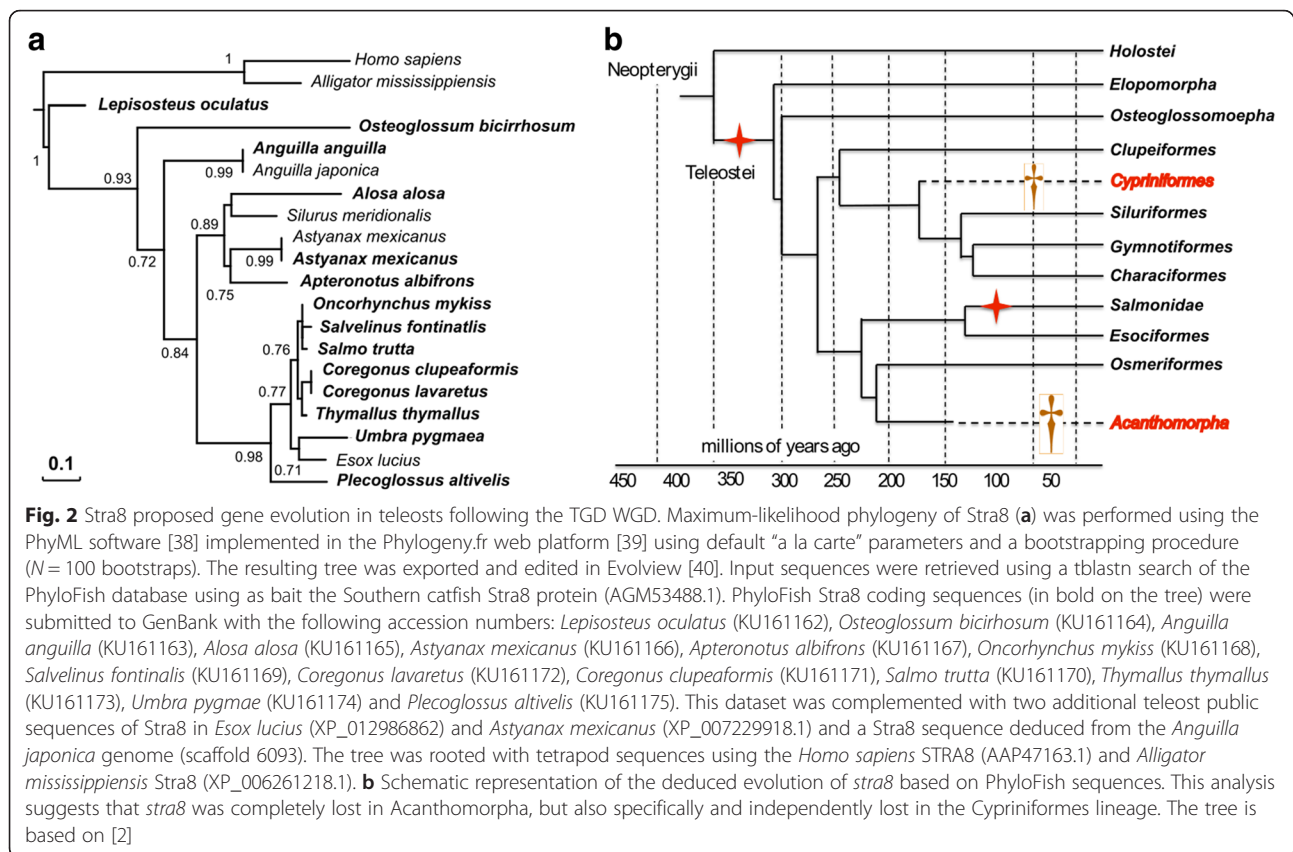 a
1
Homo sapiens
Alligator mississippiensis
Lepisosteus oculatus
1
Osteoglossum bicirrhosum
0.93
Anguilla anguilla
0.99
Anguilla japonica
Alosa alosa
0.89
Silurus meridionalis
Astyanax mexicanus
0.72
0.99
Astyanax mexicanus
0.75
Apteronotus albifrons
Oncorhynchus mykiss
Salvelinus fontinatlis
0.84
0.76
Salmo trutta
Coregonus clupeaformis
0.77
Coregonus lavaretus
Thymallus thymallus
Umbra pygmaea
0.1
0.98
0.71
Esox lucius
Plecoglossus altivelis
b
Holostei
Neopterygii
Elopomorpha
Osteoglossomoepha
Teleostei
Clupeiformes
Cypriniformes
Siluriformes
Gymnotiformes
Characiformes
Salmonidae
Esociformes
Osmeriformes
Acanthomorpha
millions of years ago
450 400 350 300 250 200 150 100 50
Fig. 2 Stra8 proposed gene evolution in teleosts following the TGD WGD. Maximum-likelihood phylogeny of Stra8 (a) was performed using the
PhyML software [38] implemented in the Phylogeny.fr web platform [39] using default “a la carte” parameters and a bootstrapping procedure
(N = 100 bootstraps). The resulting tree was exported and edited in Evolview [40]. Input sequences were retrieved using a tblastn search of the
PhyloFish database using as bait the Southern catfish Stra8 protein (AGM53488.1). PhyloFish Stra8 coding sequences (in bold on the tree) were
submitted to GenBank with the following accession numbers: Lepisosteus oculatus (KU161162), Osteoglossum bicirhosum (KU161164), Anguilla
anguilla (KU161163), Alosa alosa (KU161165), Astyanax mexicanus (KU161166), Apteronotus albifrons (KU161167), Oncorhynchus mykiss (KU161168),
Salvelinus fontinalis (KU161169), Coregonus lavaretus (KU161172), Coregonus clupeaformis (KU161171), Salmo trutta (KU161170), Thymallus thymallus
(KU161173), Umbra pygmae (KU161174) and Plecoglossus altivelis (KU161175). This dataset was complemented with two additional teleost public
sequences of Stra8 in Esox lucius (XP_012986862) and Astyanax mexicanus (XP_007229918.1) and a Stra8 sequence deduced from the Anguilla
japonica genome (scaffold 6093). The tree was rooted with tetrapod sequences using the Homo sapiens STRA8 (AAP47163.1) and Alligator
mississippiensis Stra8 (XP_006261218.1). b Schematic representation of the deduced evolution of stra8 based on PhyloFish sequences. This analysis
suggests that stra8 was completely lost in Acanthomorpha, but also specifically and independently lost in the Cypriniformes lineage. The tree is
based on [2]